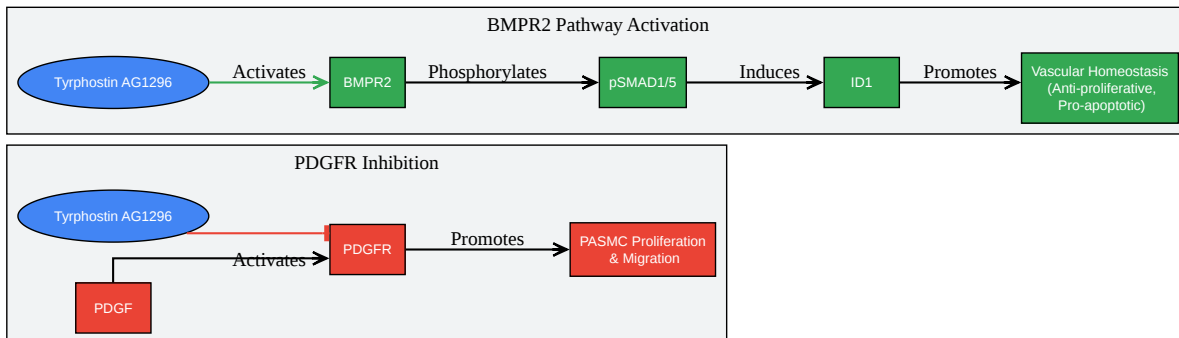 BMPR2 Pathway Activation
Tyrphostin AG1296
Activates
BMPR2
Phosphorylates
pSMAD1/5
Induces
ID1
Promotes
Vascular Homeostasis
(Anti-proliferative,
Pro-apoptotic)
PDGFR Inhibition
Tyrphostin AG1296
Activates
PDGFR
Promotes
PASMC Proliferation
& Migration
PDGF